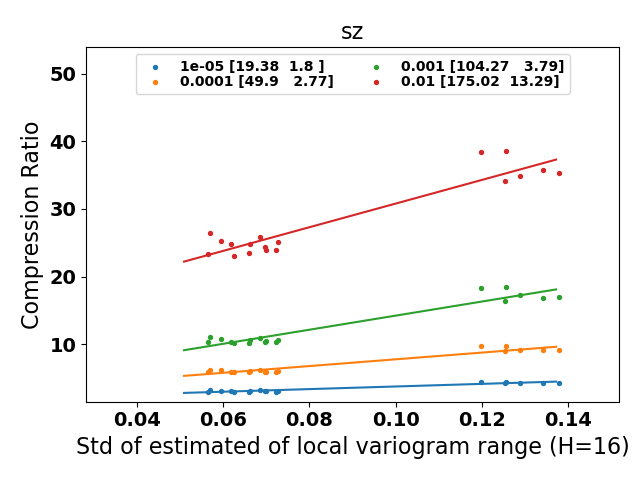 sz
1e-05 [19.38  1.8 ]
0.0001 [49.9   2.77]
0.001 [104.27   3.79]
0.01 [175.02  13.29]
Compression Ratio
50
40
30
20
10
0.04 0.06 0.08 0.10 0.12 0.14
Std of estimated of local variogram range (H=16)